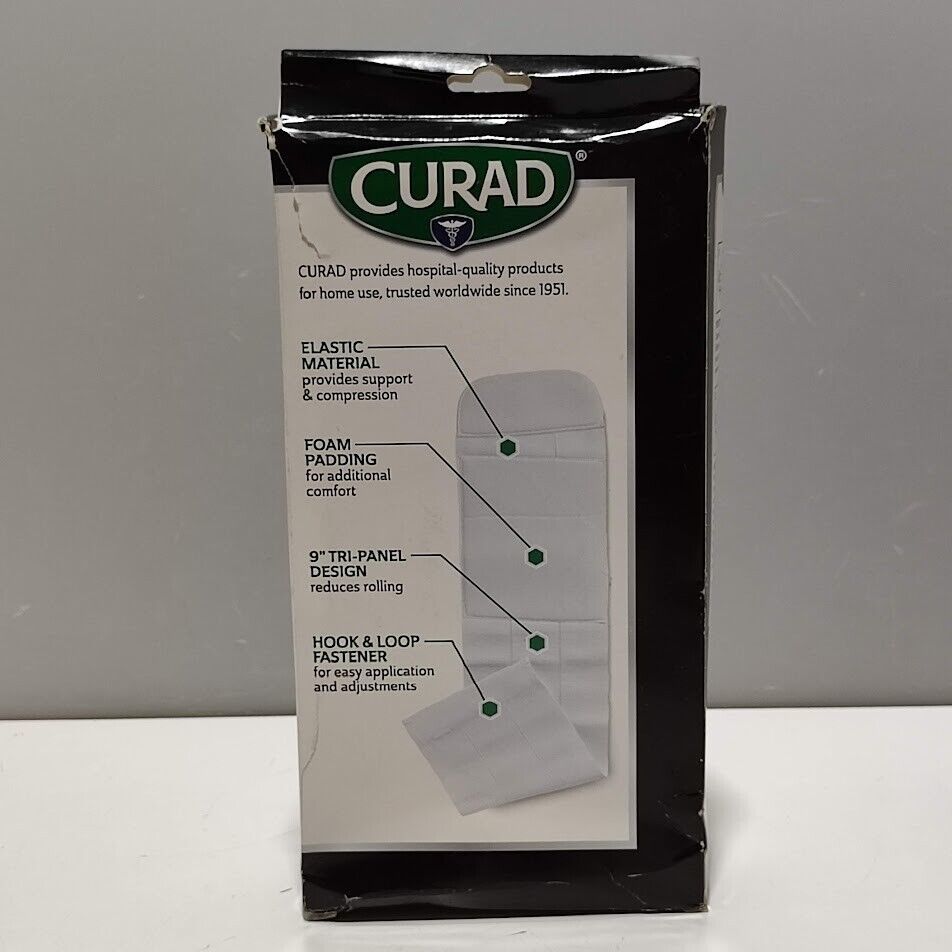 CURAD®
CURAD provides hospital-quality products
for home use, trusted worldwide since 1951.
ELASTIC
MATERIAL
provides support
& compression
FOAM
PADDING
for additional
comfort
9" TRI-PANEL
DESIGN
reduces rolling
HOOK & LOOP
FASTENER
for easy application
and adjustments